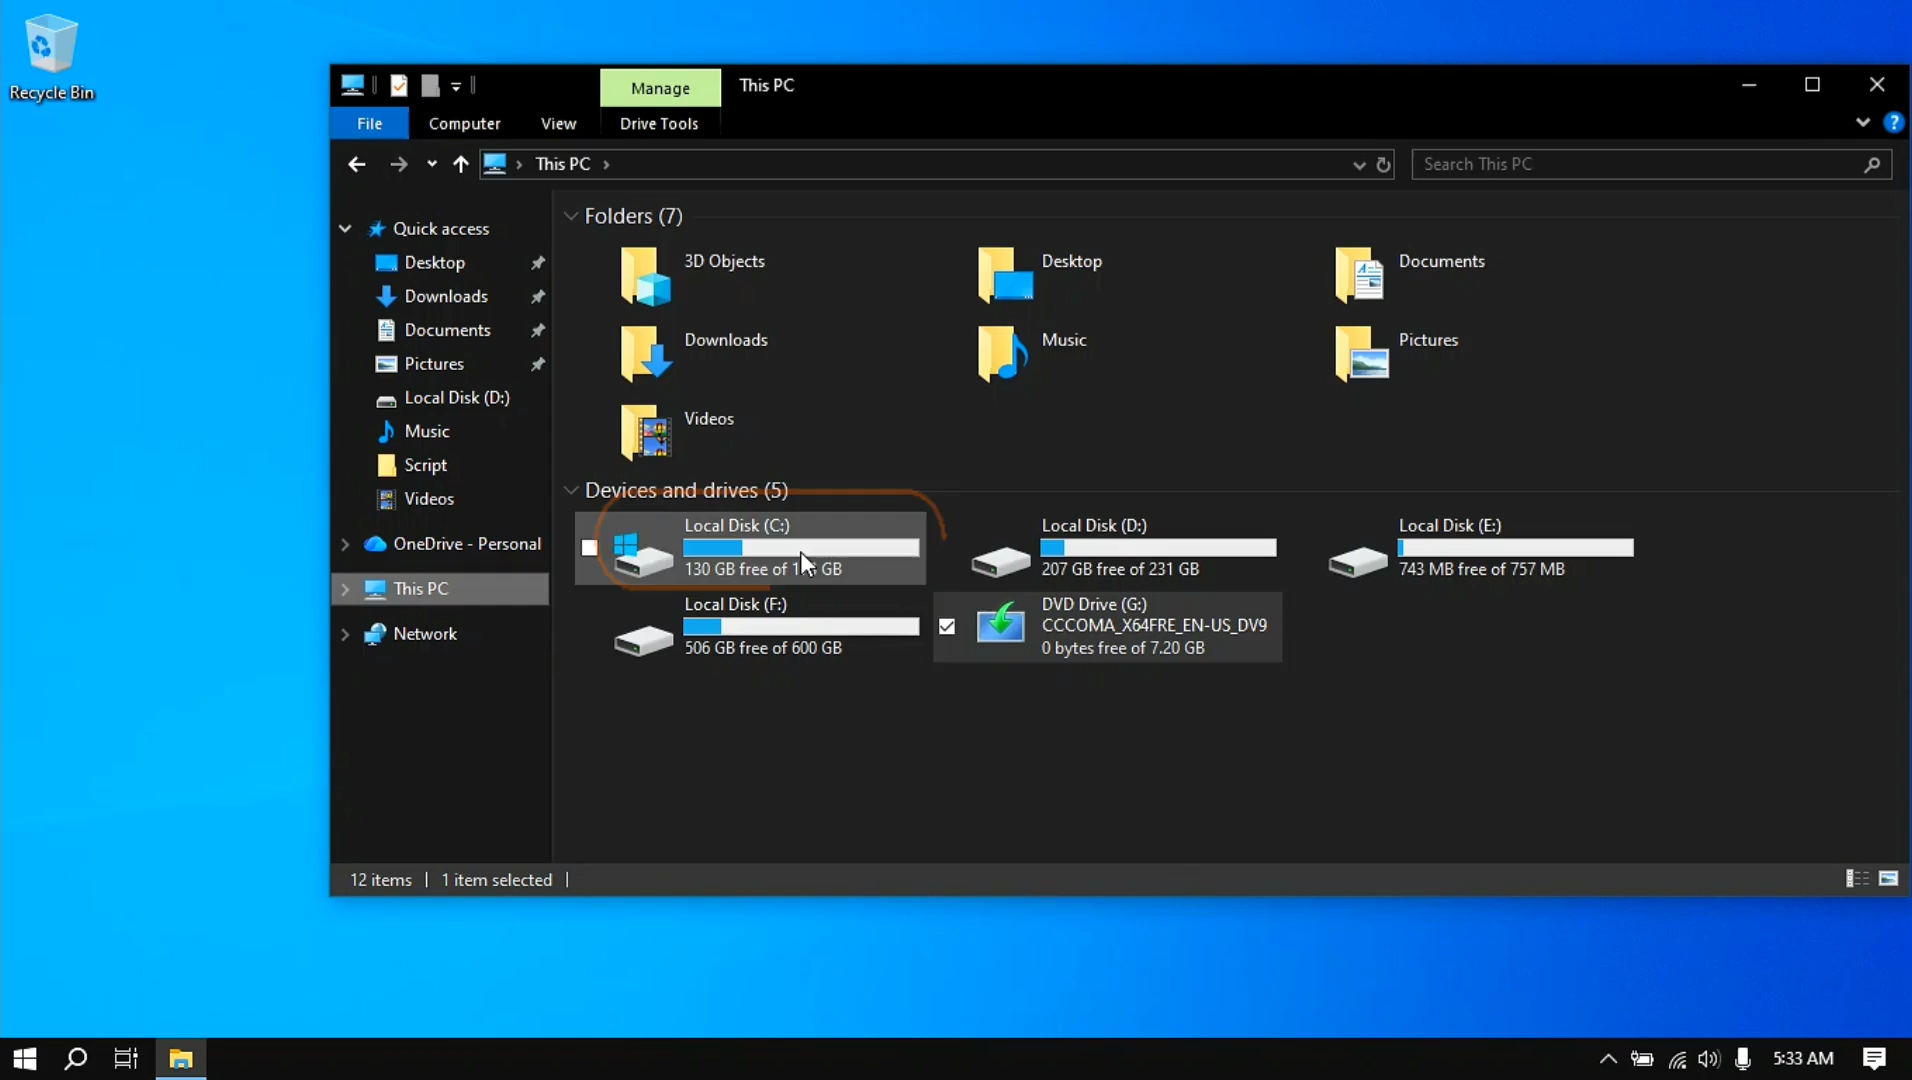 Recycle Bin
Manage
This PC
File
Computer
View
Drive Tools
This PC
Search This PC
Quick access
Desktop
Downloads
Documents
Pictures
Local Disk (D:)
Music
Script
Videos
OneDrive - Personal
This PC
Network
Folders (7)
3D Objects
Desktop
Documents
Downloads
Music
Pictures
Videos
Devices and drives (5)
Local Disk (C:)
130 GB free of GB
Local Disk (D:)
207 GB free of 231 GB
Local Disk (E:)
743 MB free of 757 MB
Local Disk (F:)
506 GB free of 600 GB
DVD Drive (G:)
CCCOMA_X64FRE_EN-US_DV9
0 bytes free of 7.20 GB
12 items
1 item selected
5:33 AM